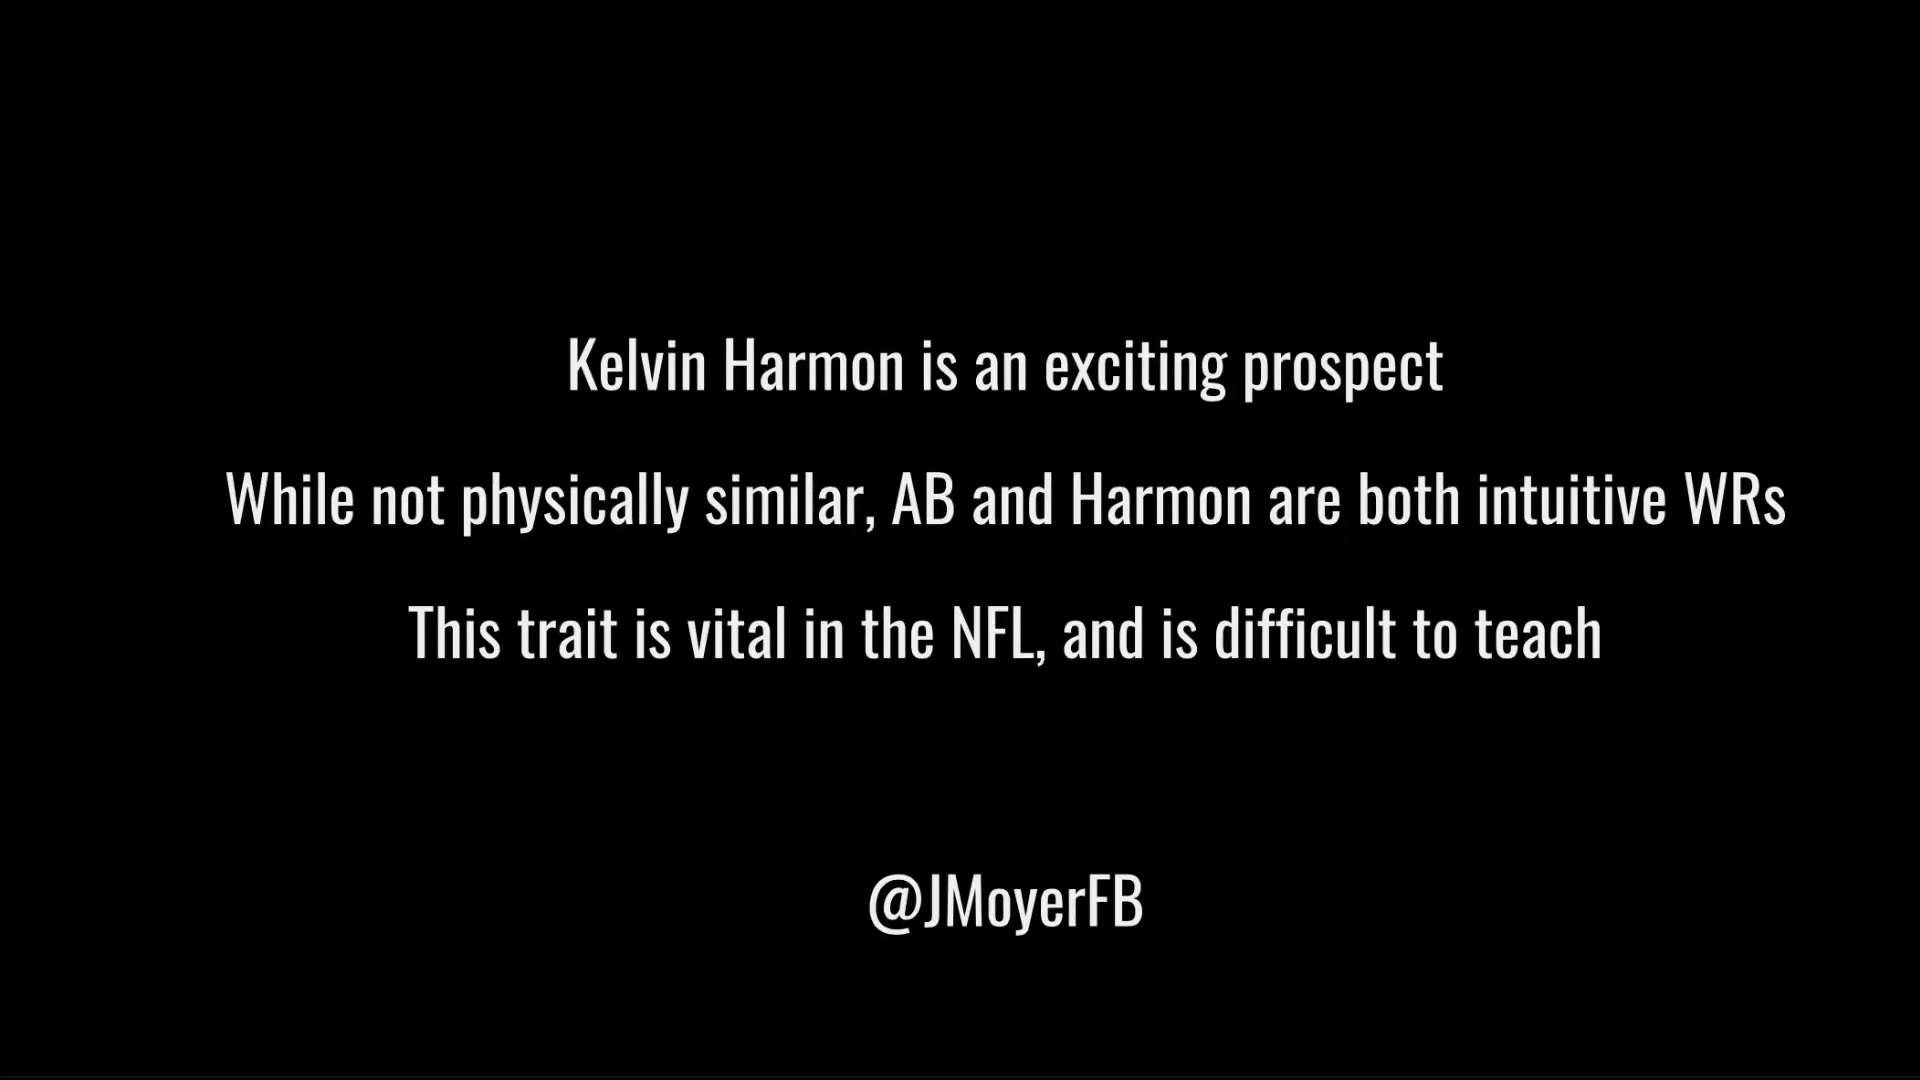 Kelvin Harmon is an exciting prospect
While not physically similar, AB and Harmon are both intuitive WRs
This trait is vital in the NFL, and is difficult to teach
@JMoyerFB